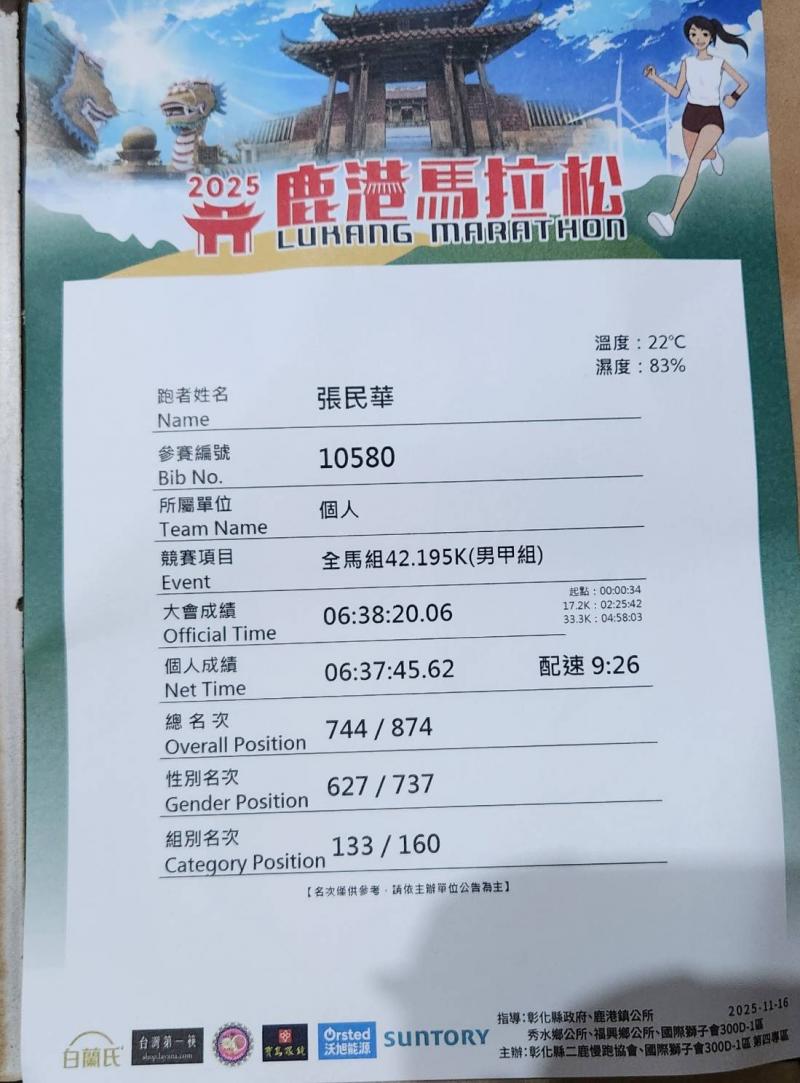 2025 鹿港馬拉松
LUKANG MARATHON
溫度：22℃
濕度：83%
跑者姓名 張民華
Name
參賽編號 10580
Bib No.
所屬單位 個人
Team Name
競賽項目 全馬組42.195K(男甲組)
Event
起點：00:00:34
17.2K：02:25:42
33.3K：04:58:03
大會成績 06:38:20.06
Official Time
個人成績 06:37:45.62 配速 9:26
Net Time
總名次 744 / 874
Overall Position
性別名次 627 / 737
Gender Position
組別名次 133 / 160
Category Position
【名次僅供參考，請依主辦單位公告為主】
2025-11-16
指導：彰化縣政府、鹿港鎮公所
秀水鄉公所、福興鄉公所、國際獅子會300D-1區
主辦：彰化縣二鹿慢跑協會、國際獅子會300D-1區 第四專區
白蘭氏
台灣第一筷
shop.layana.com
寶島眼鏡
Ørsted
沃旭能源
SUNTORY